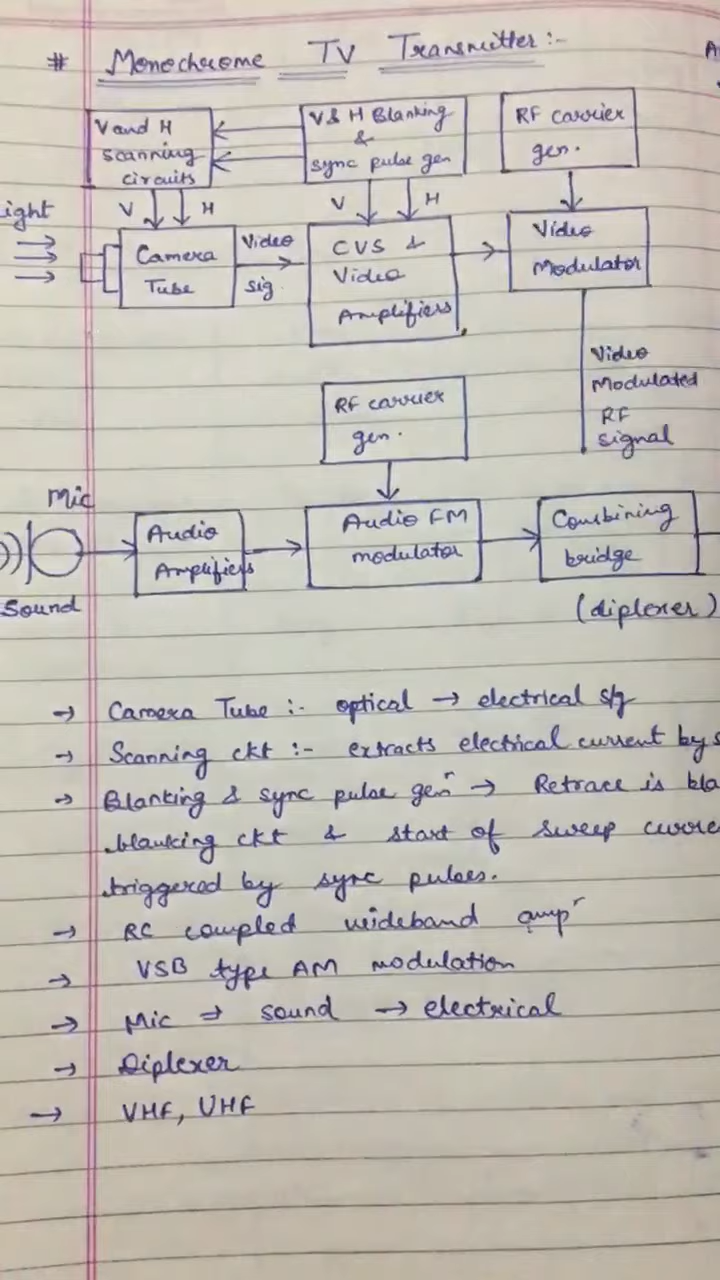 # Monochrome TV Transmitter :-
V and H
scanning
circuits
V & H Blanking
&
sync pulse gen
RF carrier
gen.
V H
V H
ight
Camera
Tube
Video
sig.
CVS &
Video
Amplifiers
Video
Modulator
Video
Modulated
RF
signal
RF carrier
gen.
Mic
Sound
Audio
Amplifiers
Audio FM
modulator
Combining
bridge
(diplexer)
→ Camera Tube :- optical → electrical s/g
→ Scanning ckt :- extracts electrical current by s
→ Blanking & sync pulse genr → Retrace is bla
blanking ckt & start of sweep curre
triggered by sync pulses.
→ RC coupled wideband ampr
→ VSB type AM modulation
→ Mic → sound → electrical
→ Diplexer
→ VHF, UHF